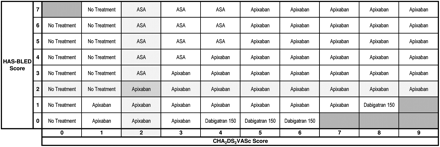 7 No Treatment ASA ASA ASA Apixaban Apixaban Apixaban Apixaban Apixaban
6 No Treatment No Treatment ASA ASA ASA Apixaban Apixaban Apixaban Apixaban Apixaban
5 No Treatment No Treatment ASA ASA ASA Apixaban Apixaban Apixaban Apixaban Apixaban
4 No Treatment No Treatment ASA ASA Apixaban Apixaban Apixaban Apixaban Apixaban Apixaban
HAS-BLED
Score
3 No Treatment No Treatment ASA Apixaban Apixaban Apixaban Apixaban Apixaban Apixaban Apixaban
2 No Treatment No Treatment Apixaban Apixaban Apixaban Apixaban Apixaban Apixaban Apixaban Apixaban
1 No Treatment Apixaban Apixaban Apixaban Apixaban Apixaban Apixaban Apixaban Dabigatran 150
0 No Treatment Apixaban Apixaban Apixaban Dabigatran 150 Dabigatran 150 Dabigatran 150
0 1 2 3 4 5 6 7 8 9
CHA₂DS₂VASc Score